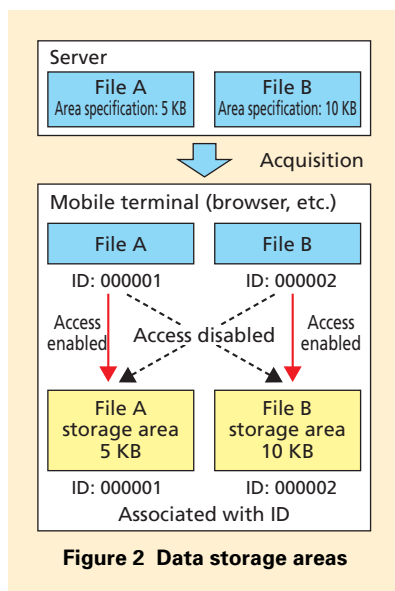 Server
File A
Area specification: 5 KB
File B
Area specification: 10 KB
Acquisition
Mobile terminal (browser, etc.)
File A
File B
ID: 000001
ID: 000002
Access
enabled
Access disabled
Access
enabled
File A
storage area
5 KB
File B
storage area
10 KB
ID: 000001
ID: 000002
Associated with ID
Figure 2 Data storage areas